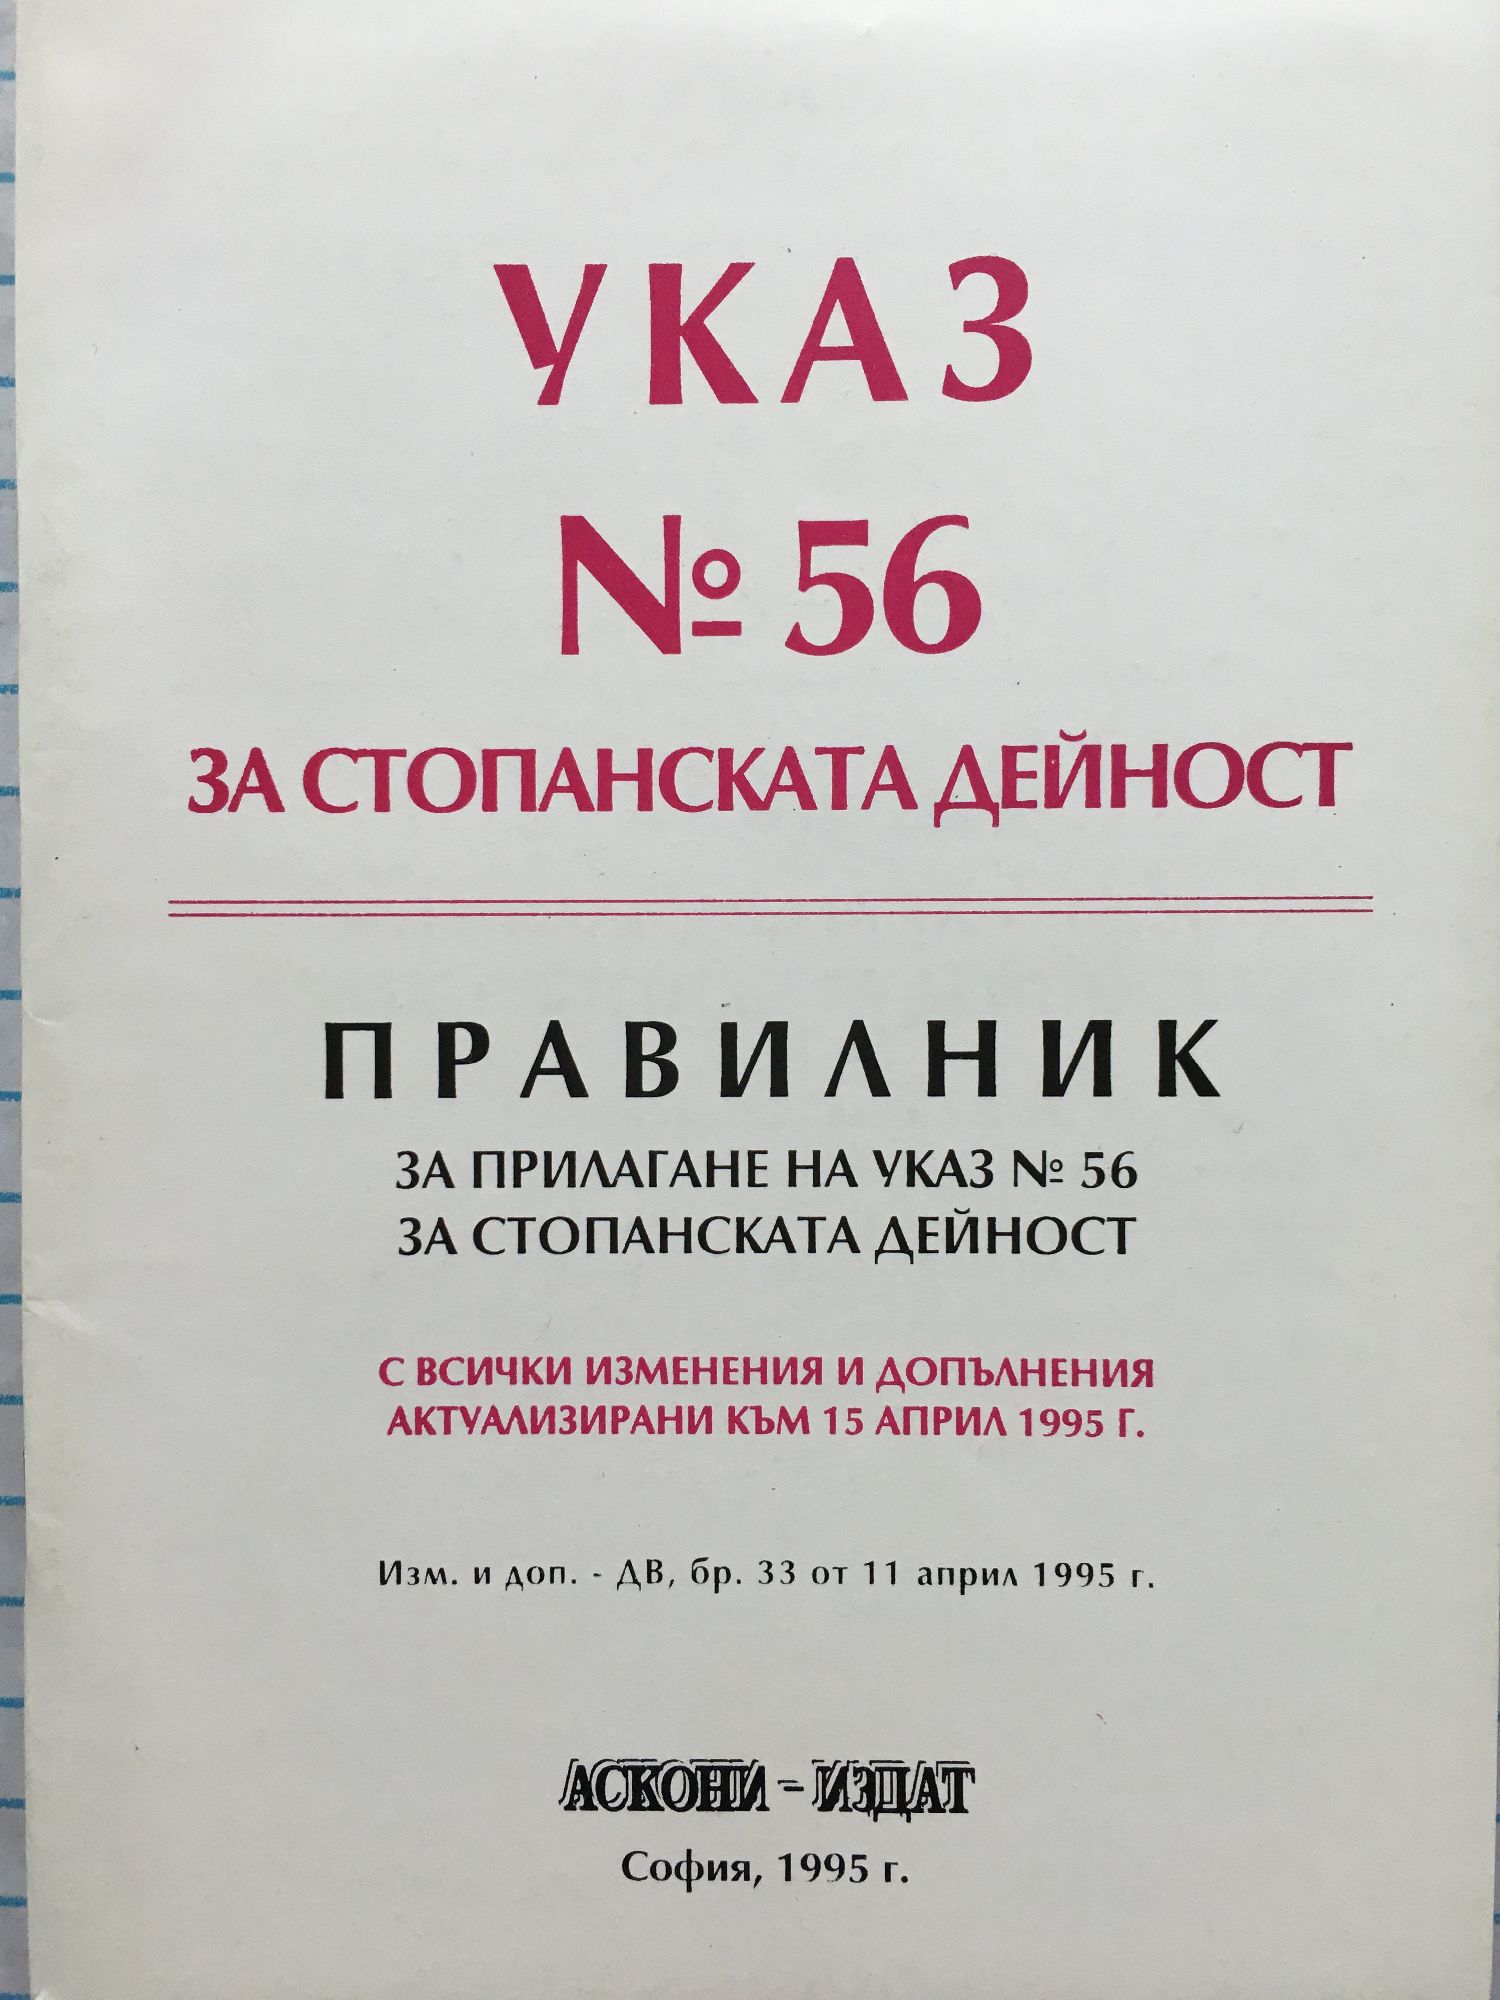 УКАЗ
№ 56
ЗА СТОПАНСКАТА ДЕЙНОСТ
ПРАВИЛНИК
ЗА ПРИЛАГАНЕ НА УКАЗ № 56
ЗА СТОПАНСКАТА ДЕЙНОСТ
С ВСИЧКИ ИЗМЕНЕНИЯ И ДОПЪЛНЕНИЯ
АКТУАЛИЗИРАНИ КЪМ 15 АПРИЛ 1995 Г.
Изм. и доп. - ДВ, бр. 33 от 11 април 1995 г.
АСКОНИ - ИЗДАТ
София, 1995 г.